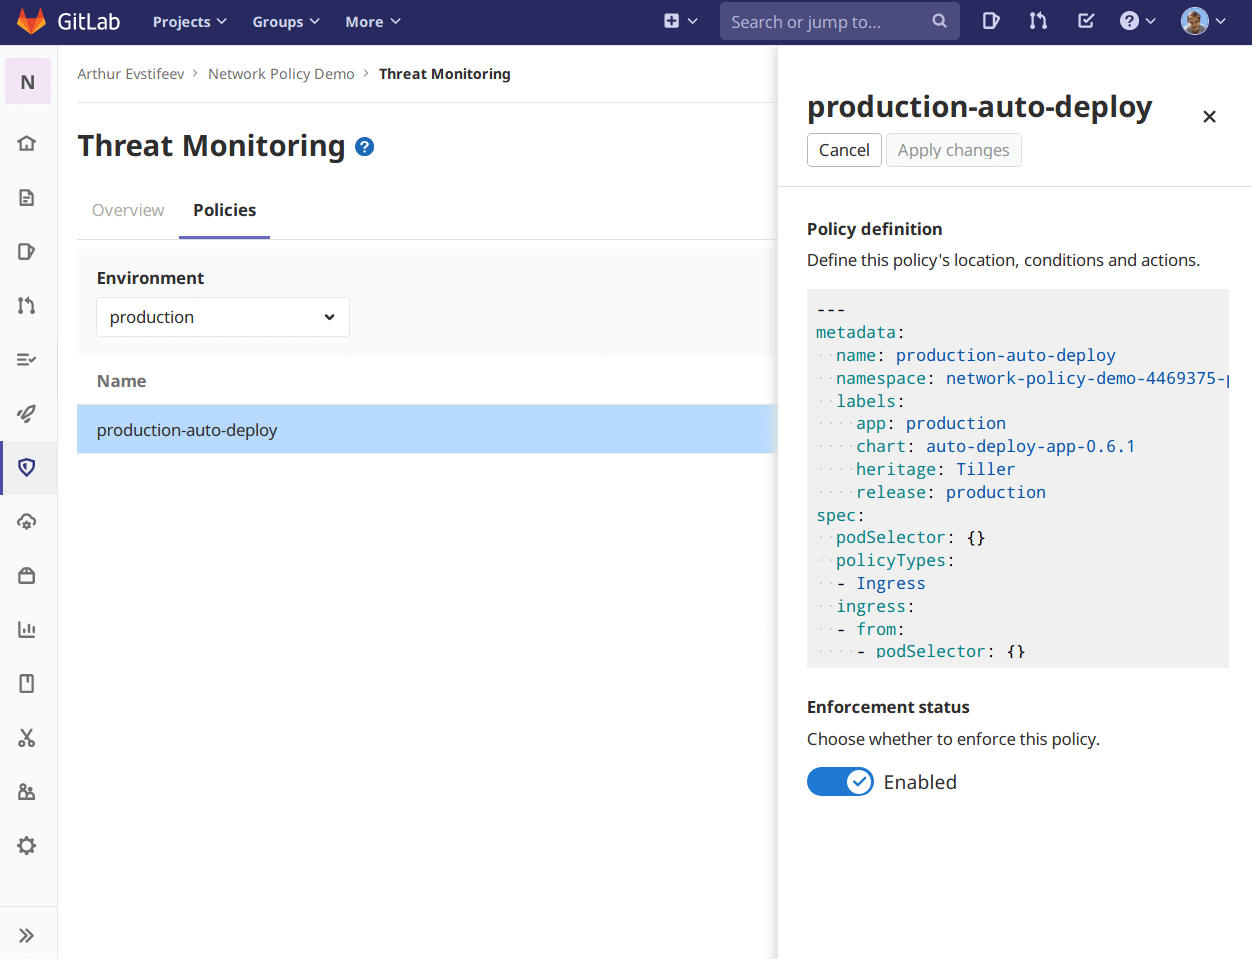 GitLab Projects Groups More Search or jump to...
N
Arthur Evstifeev > Network Policy Demo > Threat Monitoring
Threat Monitoring ?
Overview Policies
Environment
production
Name
production-auto-deploy
production-auto-deploy
Cancel Apply changes
Policy definition
Define this policy's location, conditions and actions.
---
metadata:
name: production-auto-deploy
namespace: network-policy-demo-4469375-
labels:
app: production
chart: auto-deploy-app-0.6.1
heritage: Tiller
release: production
spec:
podSelector: {}
policyTypes:
- Ingress
ingress:
- from:
- podSelector: {}
Enforcement status
Choose whether to enforce this policy.
Enabled